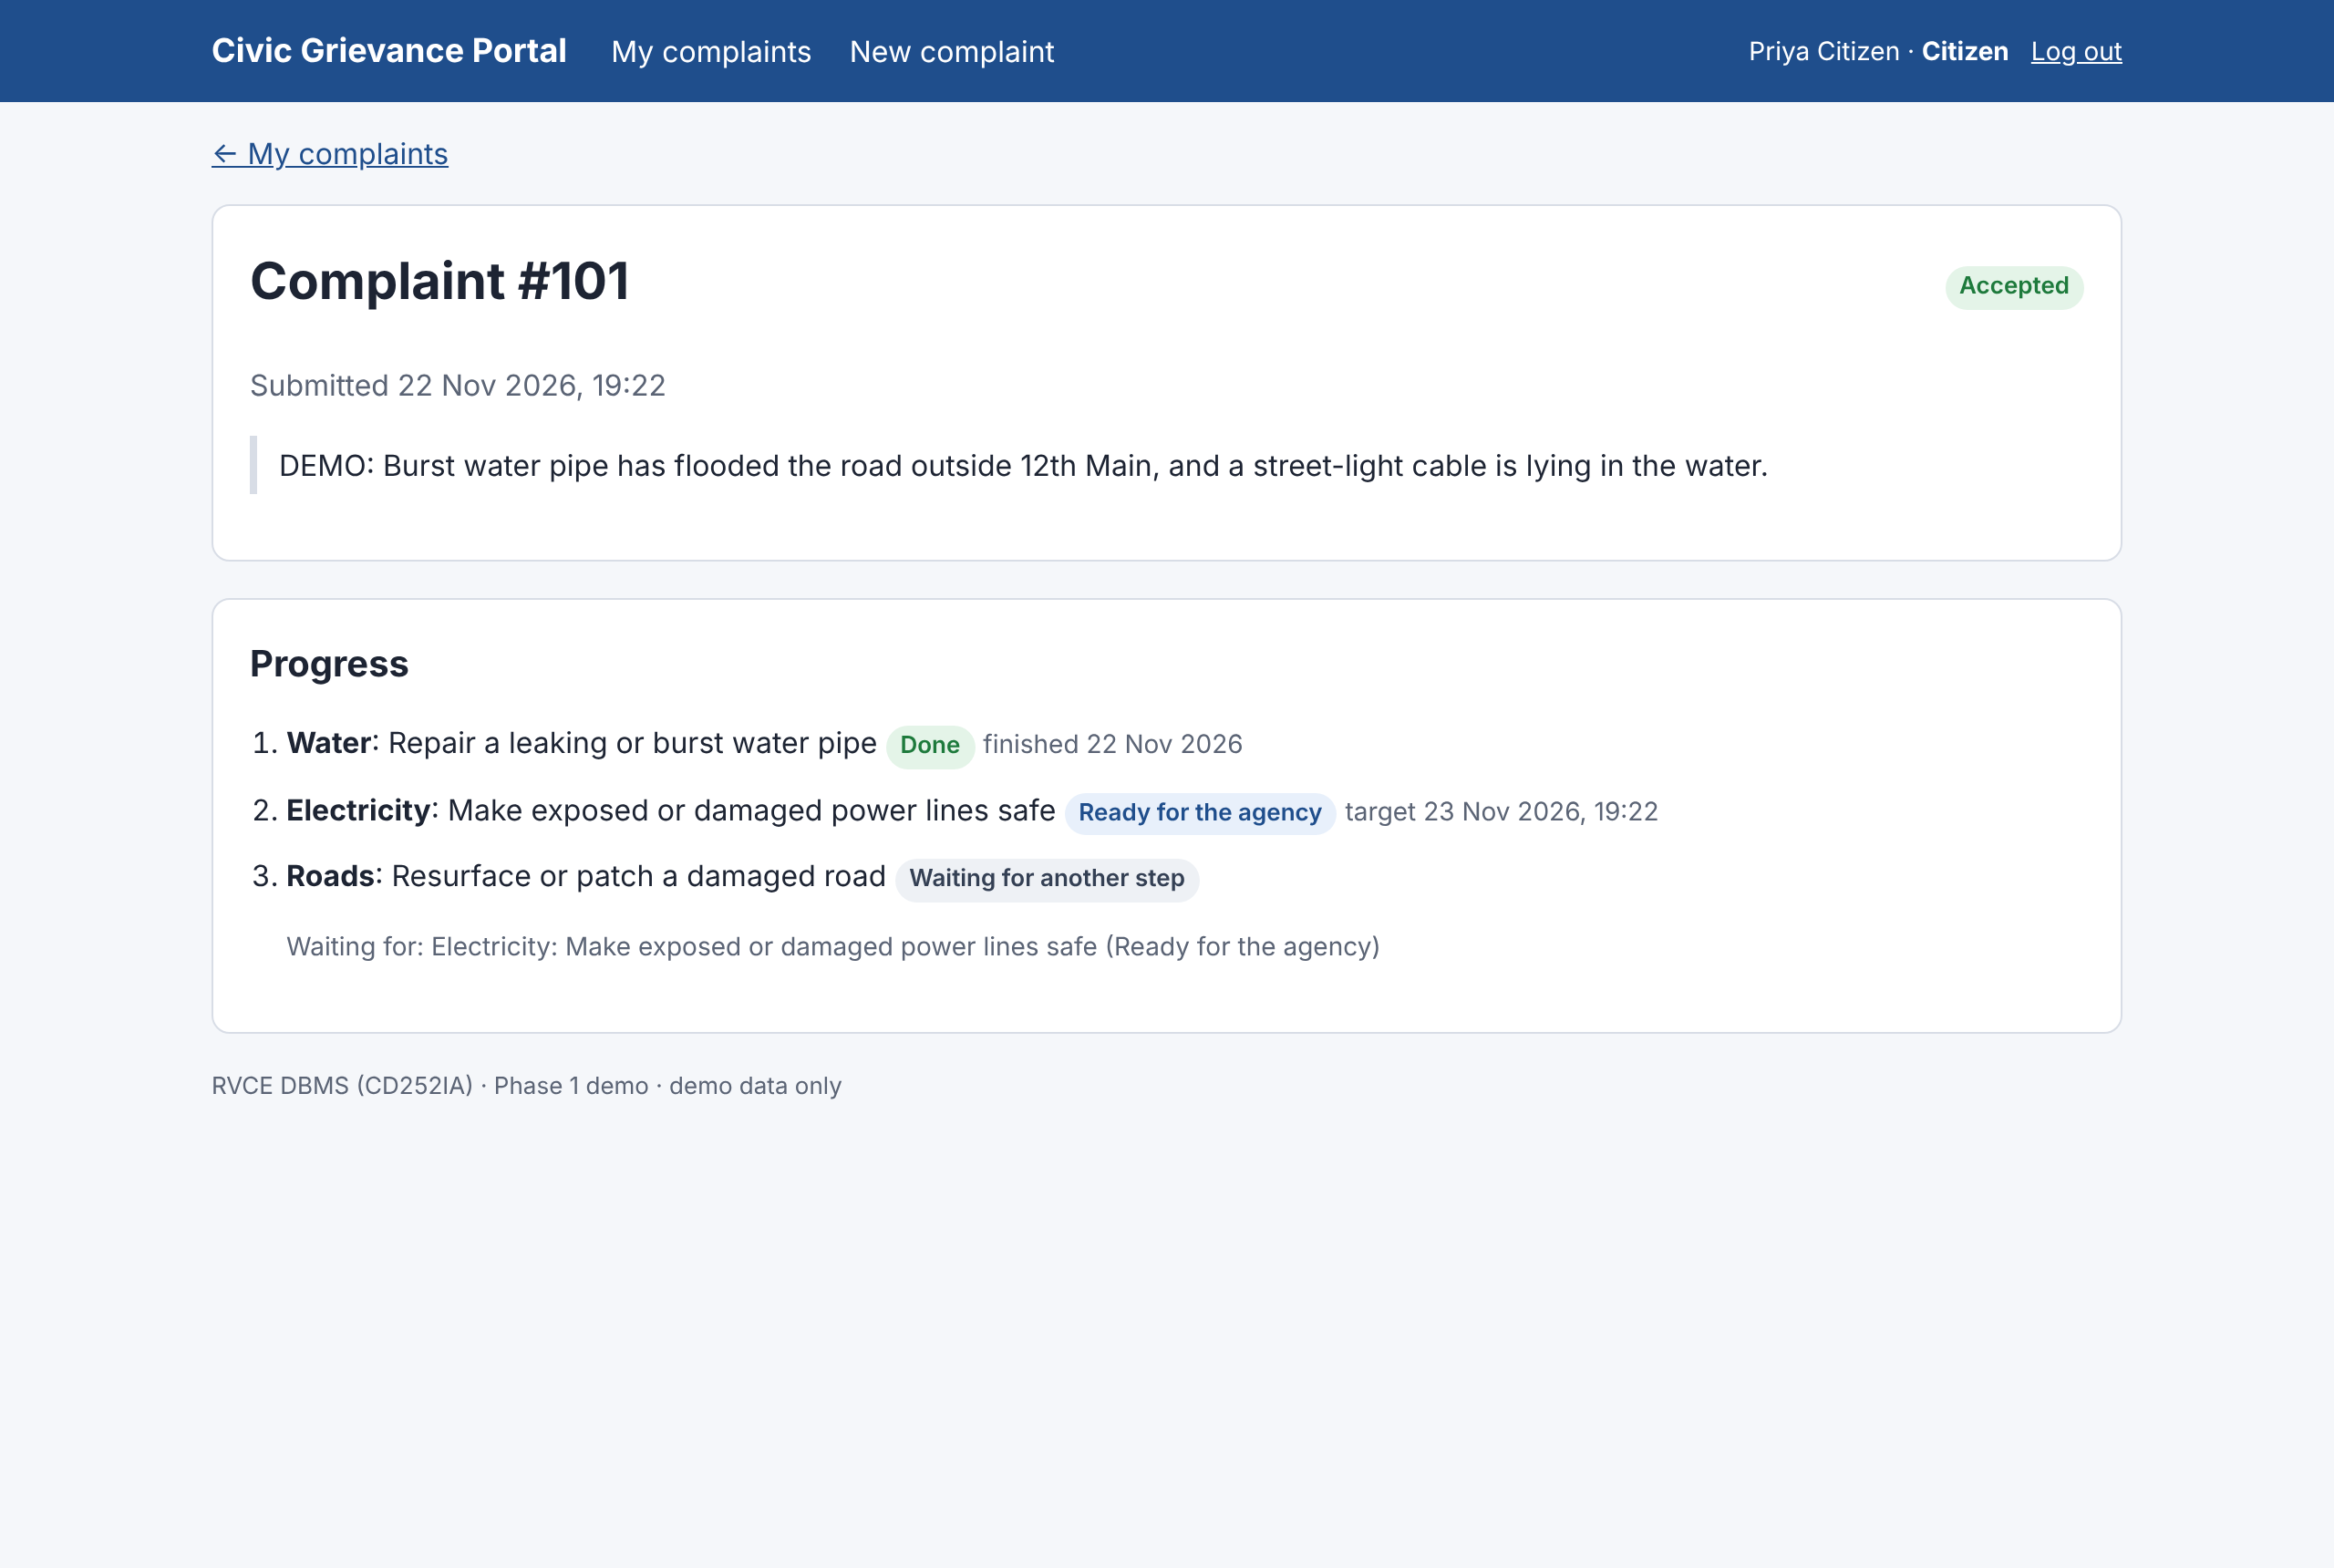 Civic Grievance Portal My complaints New complaint Priya Citizen · Citizen Log out
← My complaints
Complaint #101 Accepted
Submitted 22 Nov 2026, 19:22
DEMO: Burst water pipe has flooded the road outside 12th Main, and a street-light cable is lying in the water.
Progress
1. Water: Repair a leaking or burst water pipe Done finished 22 Nov 2026
2. Electricity: Make exposed or damaged power lines safe Ready for the agency target 23 Nov 2026, 19:22
3. Roads: Resurface or patch a damaged road Waiting for another step
Waiting for: Electricity: Make exposed or damaged power lines safe (Ready for the agency)
RVCE DBMS (CD252IA) · Phase 1 demo · demo data only